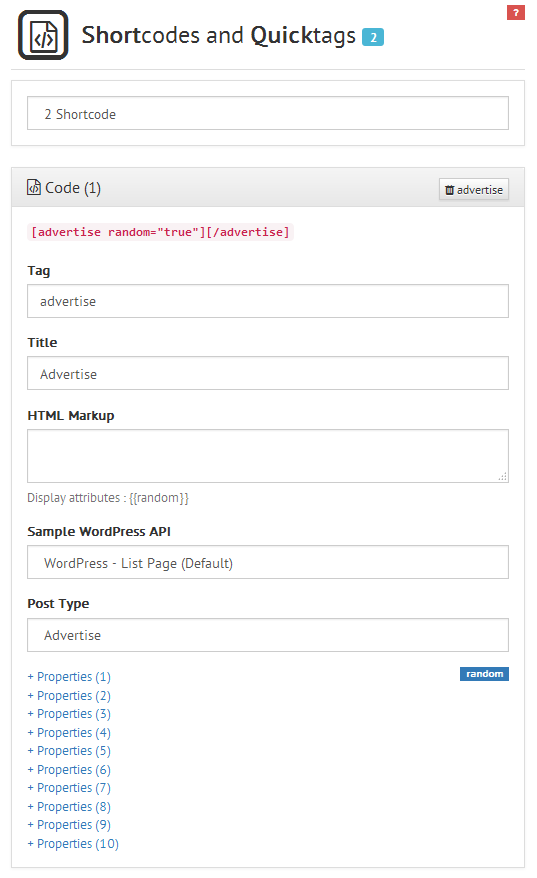 ?
Shortcodes and Quicktags 2
2 Shortcode
Code (1)
advertise
[advertise random="true"][/advertise]
Tag
advertise
Title
Advertise
HTML Markup
Display attributes : {{random}}
Sample WordPress API
WordPress - List Page (Default)
Post Type
Advertise
+ Properties (1)
random
+ Properties (2)
+ Properties (3)
+ Properties (4)
+ Properties (5)
+ Properties (6)
+ Properties (7)
+ Properties (8)
+ Properties (9)
+ Properties (10)